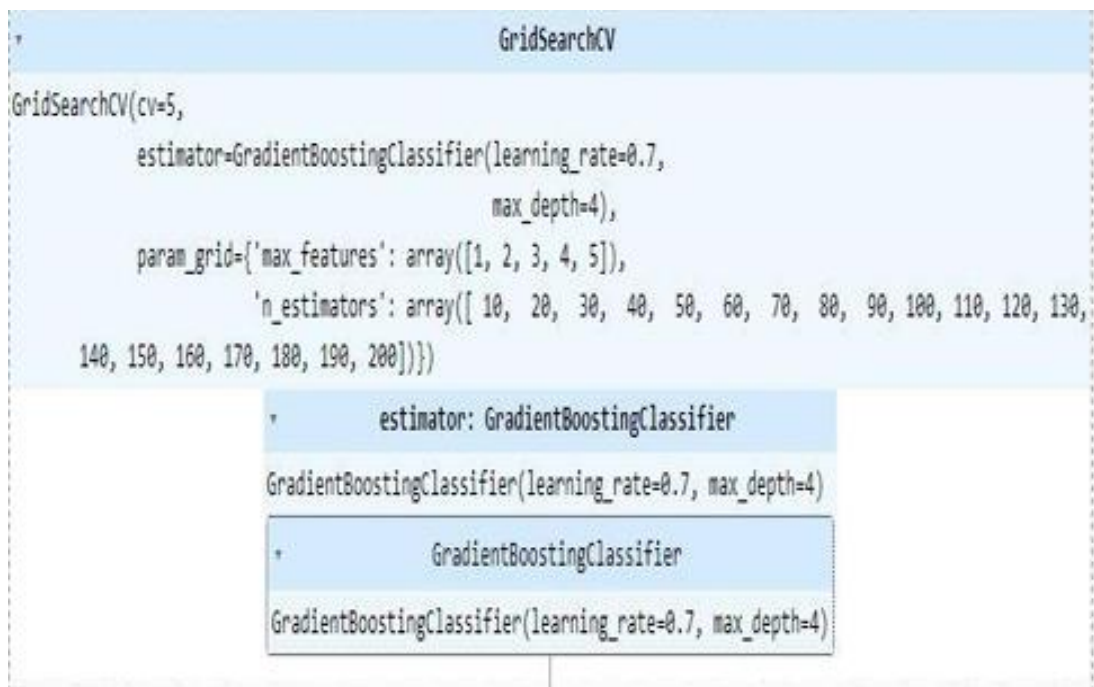 GridSearchCV
GridSearchCV(cv=5,
estimator=GradientBoostingClassifier(learning_rate=0.7,
max_depth=4),
param_grid={'max_features': array([1, 2, 3, 4, 5]),
'n_estimators': array([ 10, 20, 30, 40, 50, 60, 70, 80, 90, 100, 110, 120, 130,
140, 150, 160, 170, 180, 190, 200])})
estimator: GradientBoostingClassifier
GradientBoostingClassifier(learning_rate=0.7, max_depth=4)
GradientBoostingClassifier
GradientBoostingClassifier(learning_rate=0.7, max_depth=4)